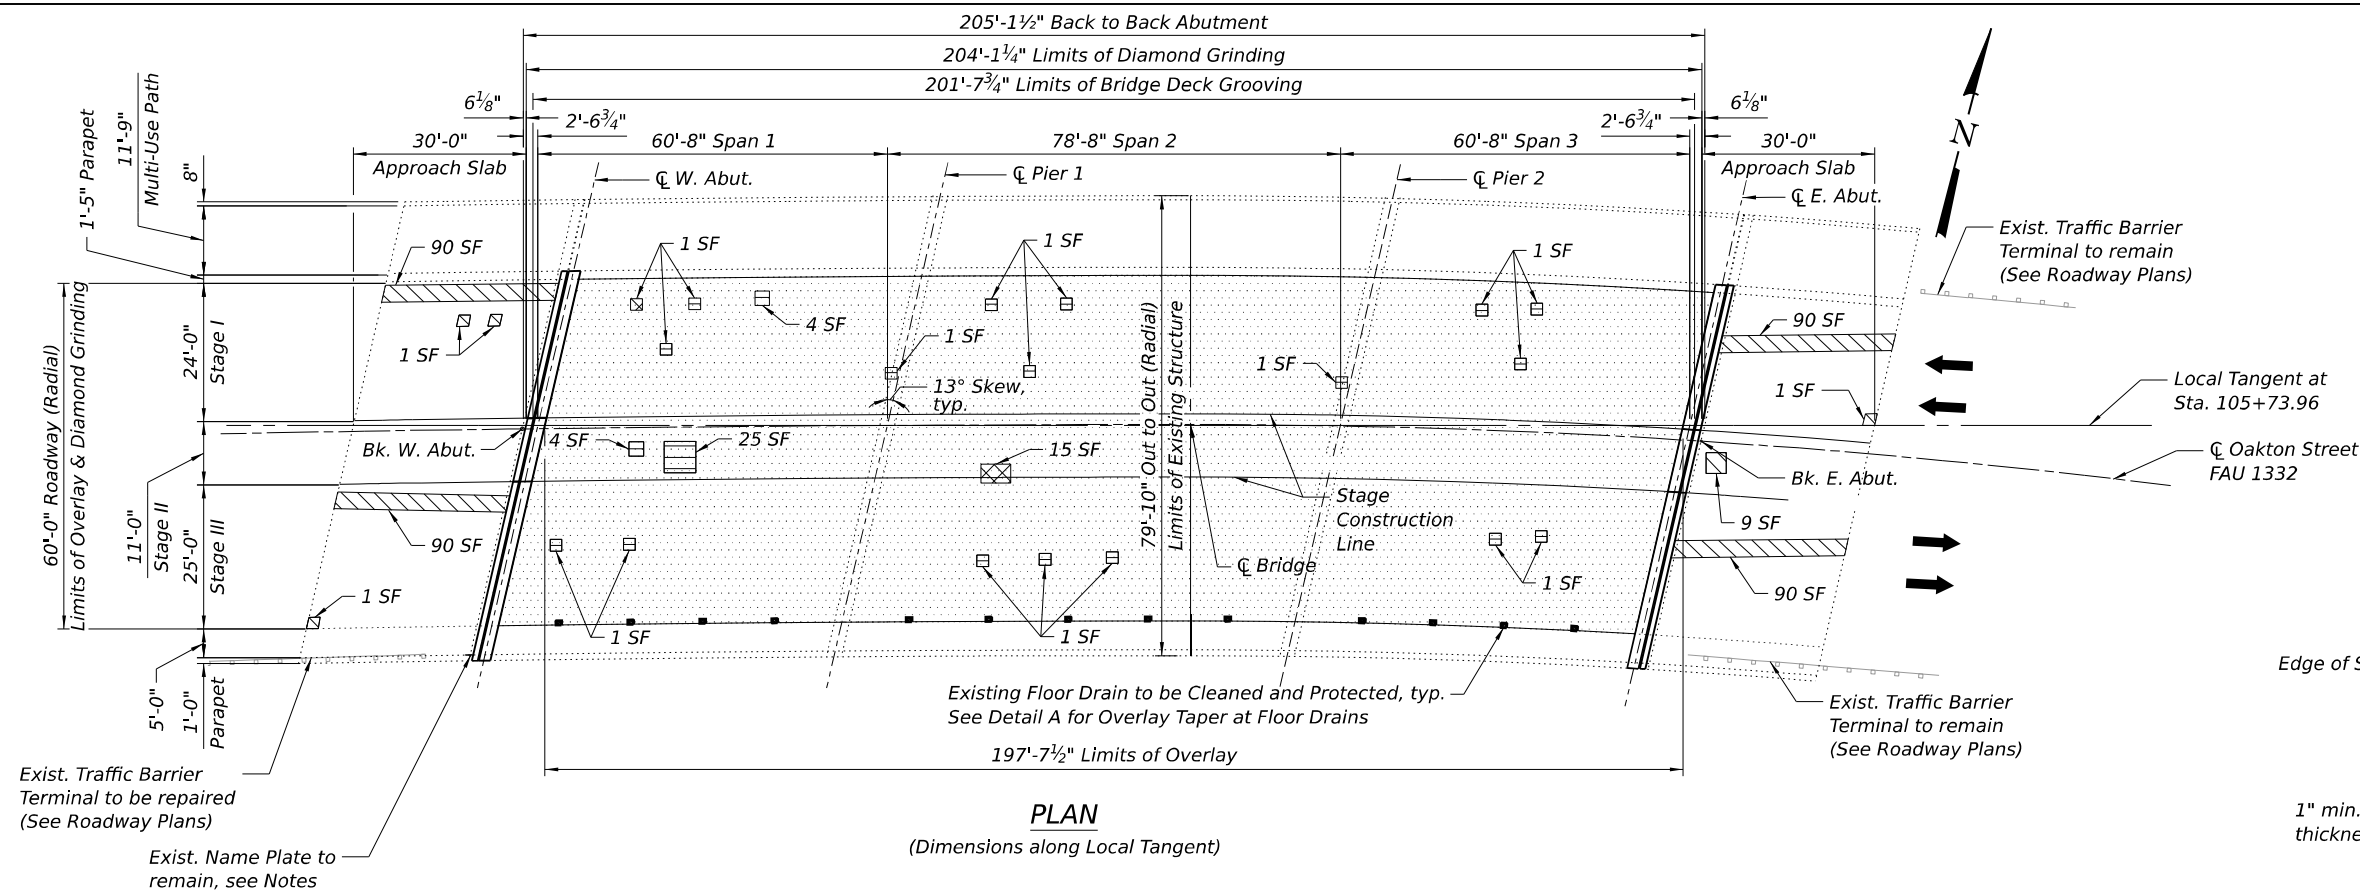 205'-1½" Back to Back Abutment
204'-1¼" Limits of Diamond Grinding
201'-7¾" Limits of Bridge Deck Grooving
6⅛"
6⅛"
2'-6¾"
2'-6¾"
30'-0"
Approach Slab
60'-8" Span 1
78'-8" Span 2
60'-8" Span 3
30'-0"
Approach Slab
1'-5" Parapet
11'-9"
Multi-Use Path
8"
℄ W. Abut.
℄ Pier 1
℄ Pier 2
℄ E. Abut.
N
Exist. Traffic Barrier
Terminal to remain
(See Roadway Plans)
90 SF
1 SF
1 SF
1 SF
4 SF
1 SF
1 SF
90 SF
1 SF
1 SF
13° Skew,
typ.
60'-0" Roadway (Radial)
Limits of Overlay & Diamond Grinding
24'-0"
Stage I
11'-0"
Stage II
25'-0"
Stage III
79'-10" Out to Out (Radial)
Limits of Existing Structure
Local Tangent at
Sta. 105+73.96
℄ Oakton Street
FAU 1332
Bk. W. Abut.
4 SF
25 SF
15 SF
Stage
Construction
Line
Bk. E. Abut.
9 SF
90 SF
90 SF
℄ Bridge
1 SF
1 SF
1 SF
1 SF
5'-0"
1'-0"
Parapet
Existing Floor Drain to be Cleaned and Protected, typ.
See Detail A for Overlay Taper at Floor Drains
Exist. Traffic Barrier
Terminal to remain
(See Roadway Plans)
Edge of S
197'-7½" Limits of Overlay
Exist. Traffic Barrier
Terminal to be repaired
(See Roadway Plans)
Exist. Name Plate to
remain, see Notes
PLAN
(Dimensions along Local Tangent)
1" min.
thickne